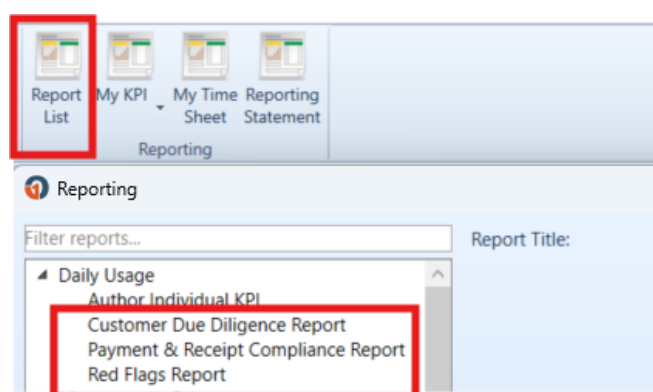 Report List
My KPI
My Time Sheet
Reporting Statement
Reporting
Reporting
Filter reports...
Report Title:
Daily Usage
Author Individual KPI
Customer Due Diligence Report
Payment & Receipt Compliance Report
Red Flags Report